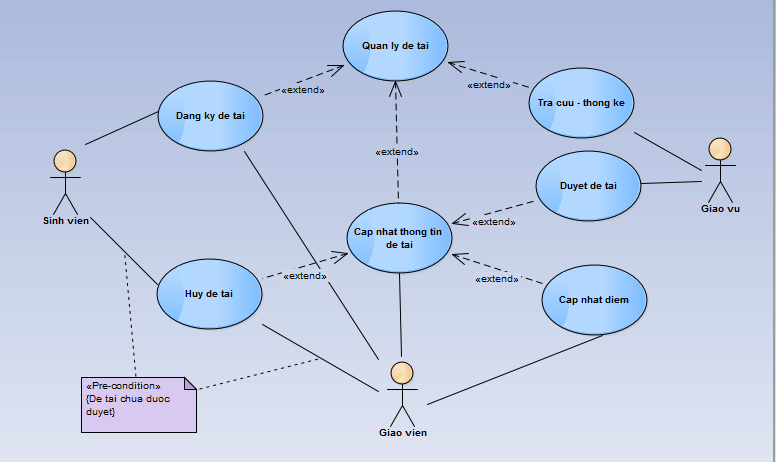 Quan ly de tai
«extend»
«extend»
Tra cuu - thong ke
Dang ky de tai
«extend»
Duyet de tai
Sinh vien
Giao vu
«extend»
Cap nhat thong tin
de tai
«extend»
«extend»
Huy de tai
Cap nhat diem
«Pre-condition»
{De tai chua duoc
duyet}
Giao vien